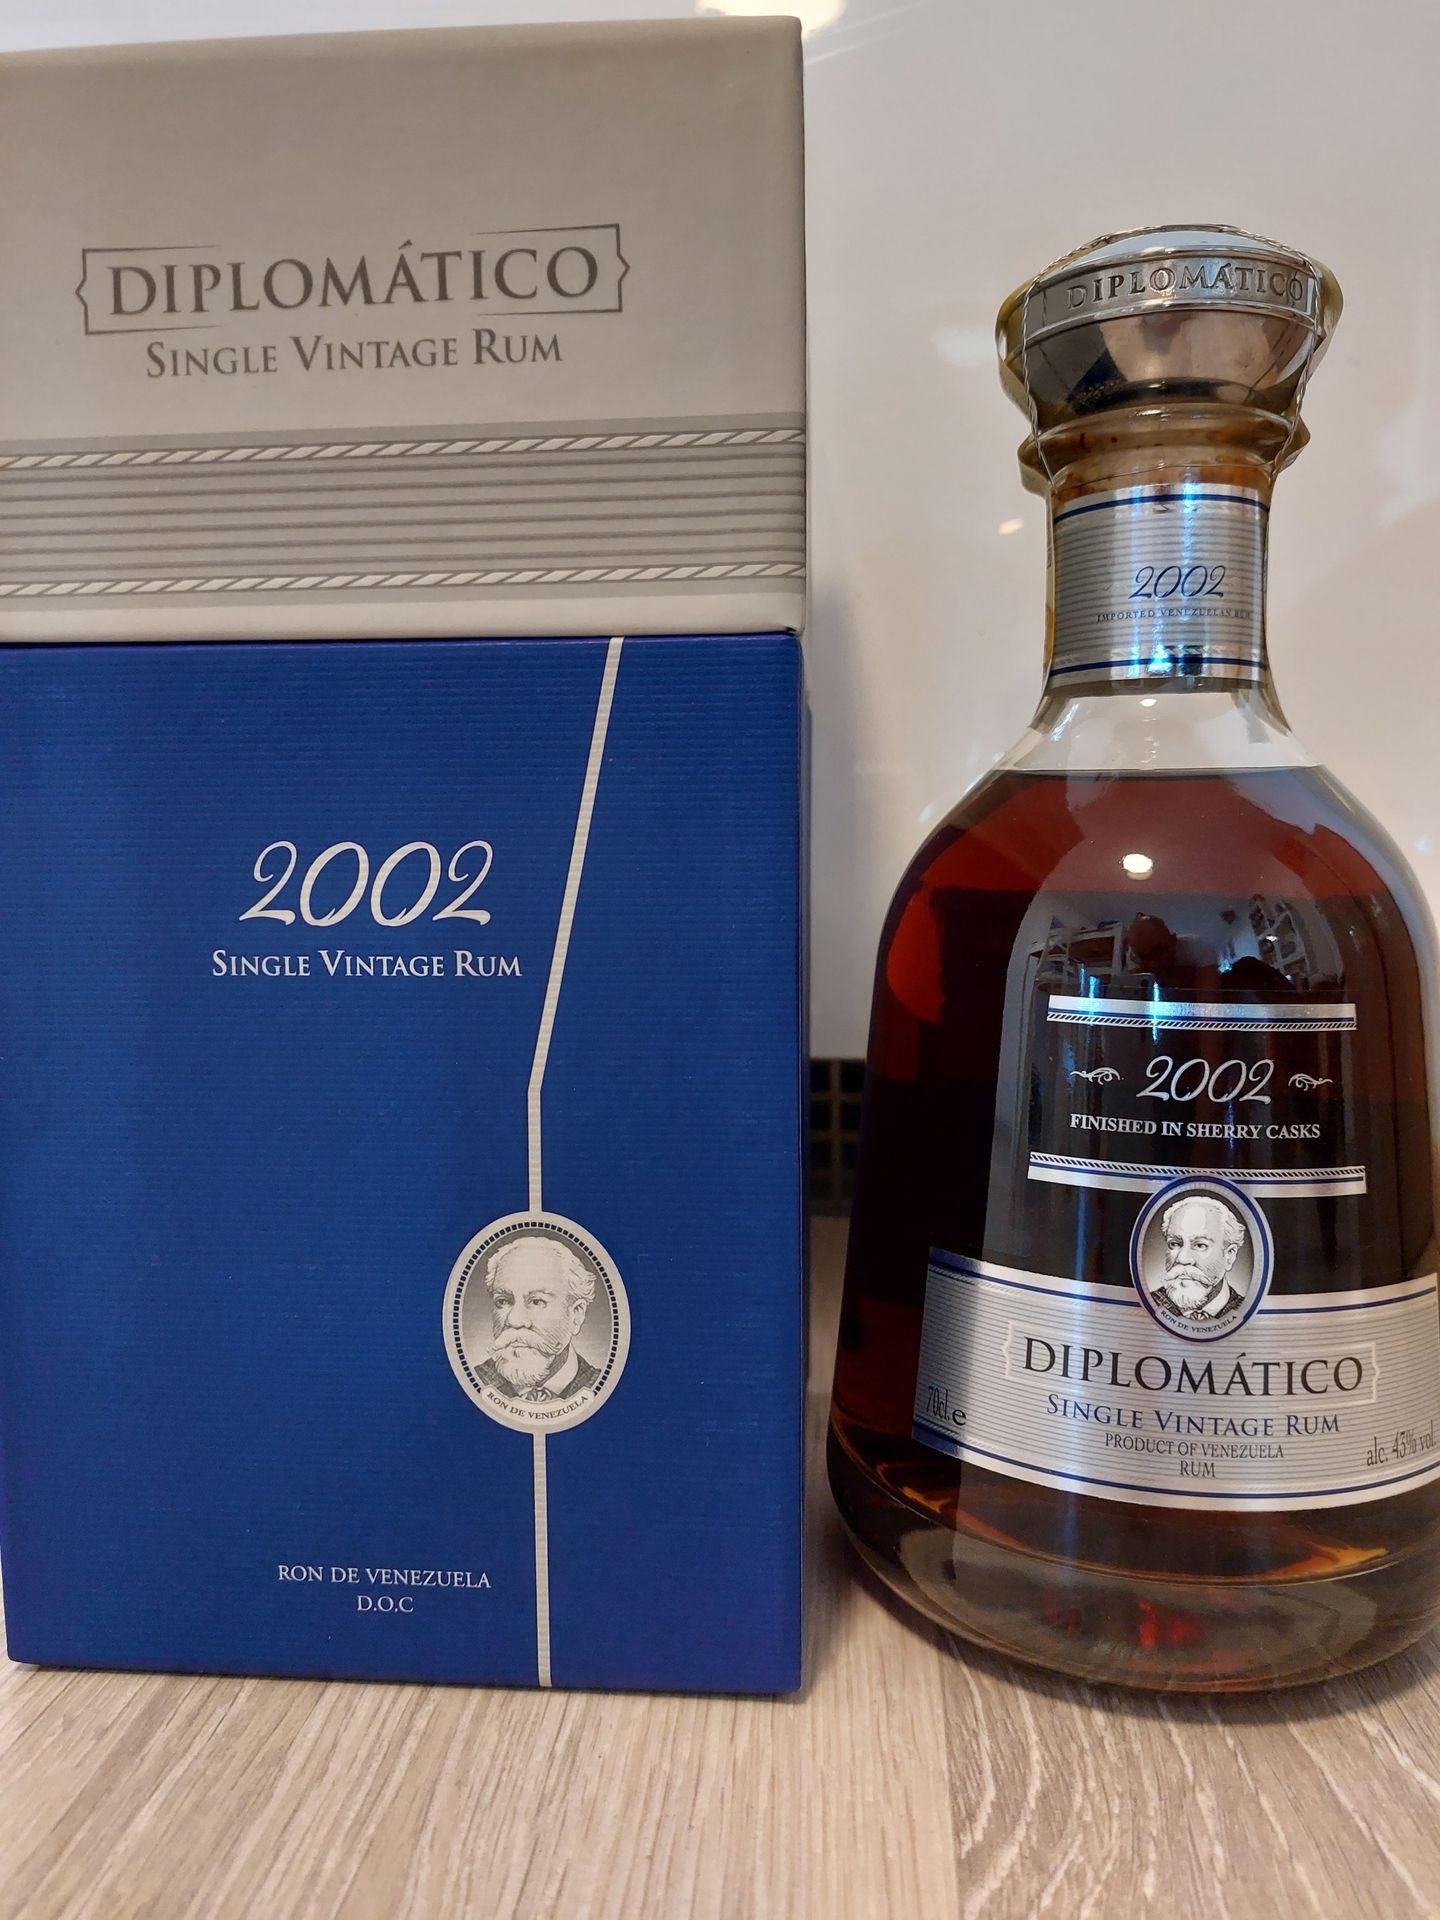 DIPLOMÁTICO
SINGLE VINTAGE RUM
2002
SINGLE VINTAGE RUM
RON DE VENEZUELA
RON DE VENEZUELA
D.O.C
DIPLOMÁTICO
2002
IMPORTED VENEZUELAN RUM
2002
FINISHED IN SHERRY CASKS
RON DE VENEZUELA
DIPLOMÁTICO
70cl. e
SINGLE VINTAGE RUM
PRODUCT OF VENEZUELA
RUM
alc. 43% vol.